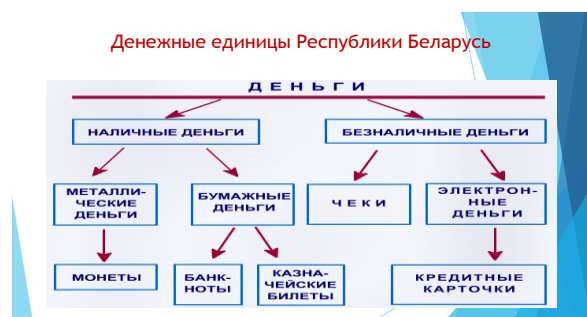 Денежные единицы Республики Беларусь
ДЕНЬГИ
НАЛИЧНЫЕ ДЕНЬГИ
БЕЗНАЛИЧНЫЕ ДЕНЬГИ
МЕТАЛЛИ-
ЧЕСКИЕ
ДЕНЬГИ
БУМАЖНЫЕ
ДЕНЬГИ
ЧЕКИ
ЭЛЕКТРОН-
НЫЕ
ДЕНЬГИ
МОНЕТЫ
БАНК-
НОТЫ
КАЗНА-
ЧЕЙСКИЕ
БИЛЕТЫ
КРЕДИТНЫЕ
КАРТОЧКИ